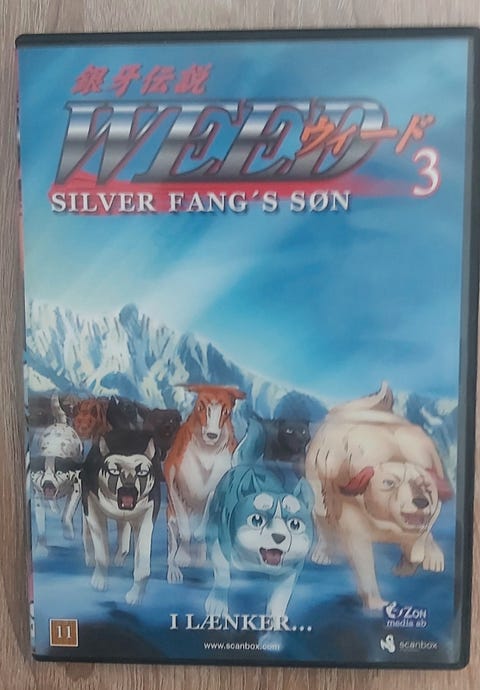 銀牙伝説
WEED
ウィード
3
SILVER FANG´S SØN
I LÆNKER...
11
www.scanbox.com
ZON
media ab
scanbox